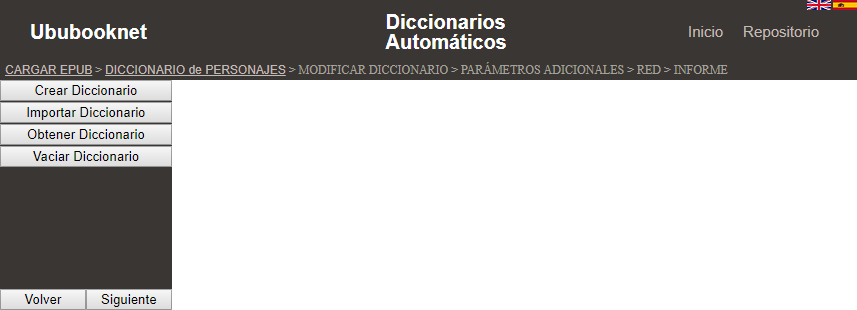 Ububooknet
Diccionarios
Automáticos
Inicio Repositorio
CARGAR EPUB > DICCIONARIO de PERSONAJES > MODIFICAR DICCIONARIO > PARÁMETROS ADICIONALES > RED > INFORME
Crear Diccionario
Importar Diccionario
Obtener Diccionario
Vaciar Diccionario
Volver Siguiente